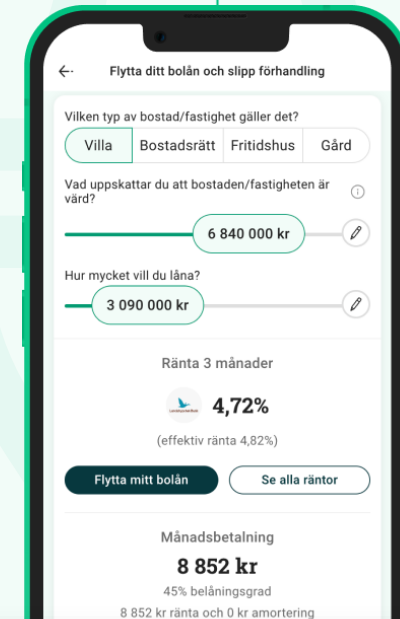 Flytta ditt bolån och slipp förhandling
Vilken typ av bostad/fastighet gäller det?
Villa Bostadsrätt Fritidshus Gård
Vad uppskattar du att bostaden/fastigheten är
värd?
6 840 000 kr
Hur mycket vill du låna?
3 090 000 kr
Ränta 3 månader
4,72%
(effektiv ränta 4,82%)
Flytta mitt bolån Se alla räntor
Månadsbetalning
8 852 kr
45% belåningsgrad
8 852 kr ränta och 0 kr amortering